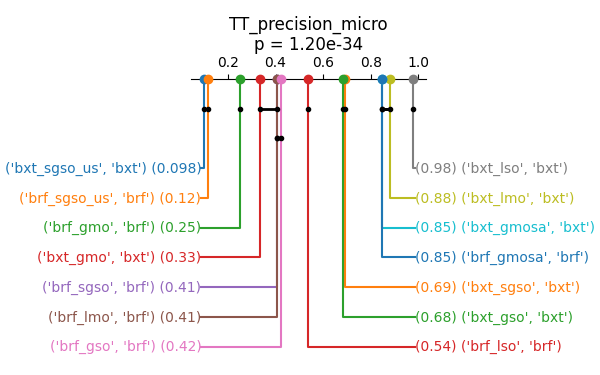 TT_precision_micro
p = 1.20e-34
0.2 0.4 0.6 0.8 1.0
('bxt_sgso_us', 'bxt') (0.098) (0.98) ('bxt_lso', 'bxt')
('brf_sgso_us', 'brf') (0.12) (0.88) ('bxt_lmo', 'bxt')
('brf_gmo', 'brf') (0.25) (0.85) ('bxt_gmosa', 'bxt')
('bxt_gmo', 'bxt') (0.33) (0.85) ('brf_gmosa', 'brf')
('brf_sgso', 'brf') (0.41) (0.69) ('bxt_sgso', 'bxt')
('brf_lmo', 'brf') (0.41) (0.68) ('bxt_gso', 'bxt')
('brf_gso', 'brf') (0.42) (0.54) ('brf_lso', 'brf')